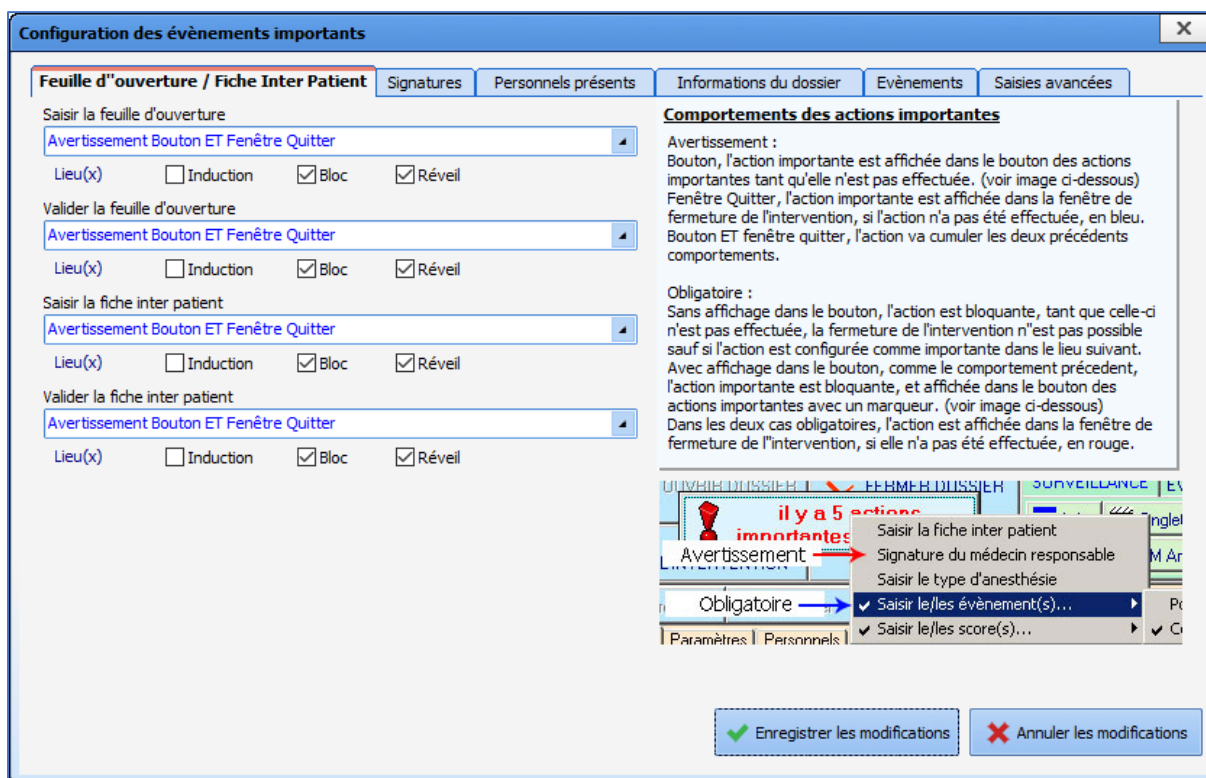 Configuration des évènements importants
Feuille d"ouverture / Fiche Inter Patient
Signatures
Personnels présents
Informations du dossier
Evènements
Saisies avancées
Saisir la feuille d'ouverture
Avertissement Bouton ET Fenêtre Quitter
Lieu(x) Induction Bloc Réveil
Valider la feuille d'ouverture
Avertissement Bouton ET Fenêtre Quitter
Lieu(x) Induction Bloc Réveil
Saisir la fiche inter patient
Avertissement Bouton ET Fenêtre Quitter
Lieu(x) Induction Bloc Réveil
Valider la fiche inter patient
Avertissement Bouton ET Fenêtre Quitter
Lieu(x) Induction Bloc Réveil
Comportements des actions importantes
Avertissement :
Bouton, l'action importante est affichée dans le bouton des actions
importantes tant qu'elle n'est pas effectuée. (voir image ci-dessous)
Fenêtre Quitter, l'action importante est affichée dans la fenêtre de
fermeture de l'intervention, si l'action n'a pas été effectuée, en bleu.
Bouton ET fenêtre quitter, l'action va cumuler les deux précédents
comportements.
Obligatoire :
Sans affichage dans le bouton, l'action est bloquante, tant que celle-ci
n'est pas effectuée, la fermeture de l'intervention n"est pas possible
sauf si l'action est configurée comme importante dans le lieu suivant.
Avec affichage dans le bouton, comme le comportement précedent,
l'action importante est bloquante, et affichée dans le bouton des
actions importantes avec un marqueur. (voir image ci-dessous)
Dans les deux cas obligatoires, l'action est affichée dans la fenêtre de
fermeture de l"intervention, si elle n'a pas été effectuée, en rouge.
OUVRIR DOSSIER
FERMER DOSSIER
SURVEILLANCE
il y a 5 actions
importantes
Avertissement
Obligatoire
Saisir la fiche inter patient
Signature du médecin responsable
Saisir le type d'anesthésie
Saisir le/les évènement(s)...
Saisir le/les score(s)...
Paramètres
Personnels
Enregistrer les modifications
Annuler les modifications